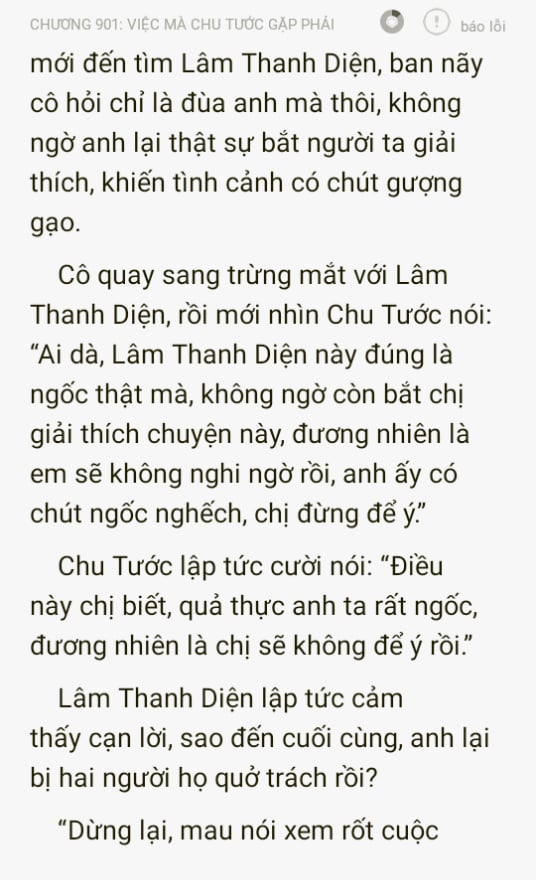 CHƯƠNG 901: VIỆC MÀ CHU TƯỚC GẶP PHẢI
báo lỗi
mới đến tìm Lâm Thanh Diện, ban nãy
cô hỏi chỉ là đùa anh mà thôi, không
ngờ anh lại thật sự bắt người ta giải
thích, khiến tình cảnh có chút gượng
gạo.
Cô quay sang trừng mắt với Lâm
Thanh Diện, rồi mới nhìn Chu Tước nói:
“Ai dà, Lâm Thanh Diện này đúng là
ngốc thật mà, không ngờ còn bắt chị
giải thích chuyện này, đương nhiên là
em sẽ không nghi ngờ rồi, anh ấy có
chút ngốc nghếch, chị đừng để ý.”
Chu Tước lập tức cười nói: “Điều
này chị biết, quả thực anh ta rất ngốc,
đương nhiên là chị sẽ không để ý rồi.”
Lâm Thanh Diện lập tức cảm
thấy cạn lời, sao đến cuối cùng, anh lại
bị hai người họ quở trách rồi?
“Dừng lại, mau nói xem rốt cuộc